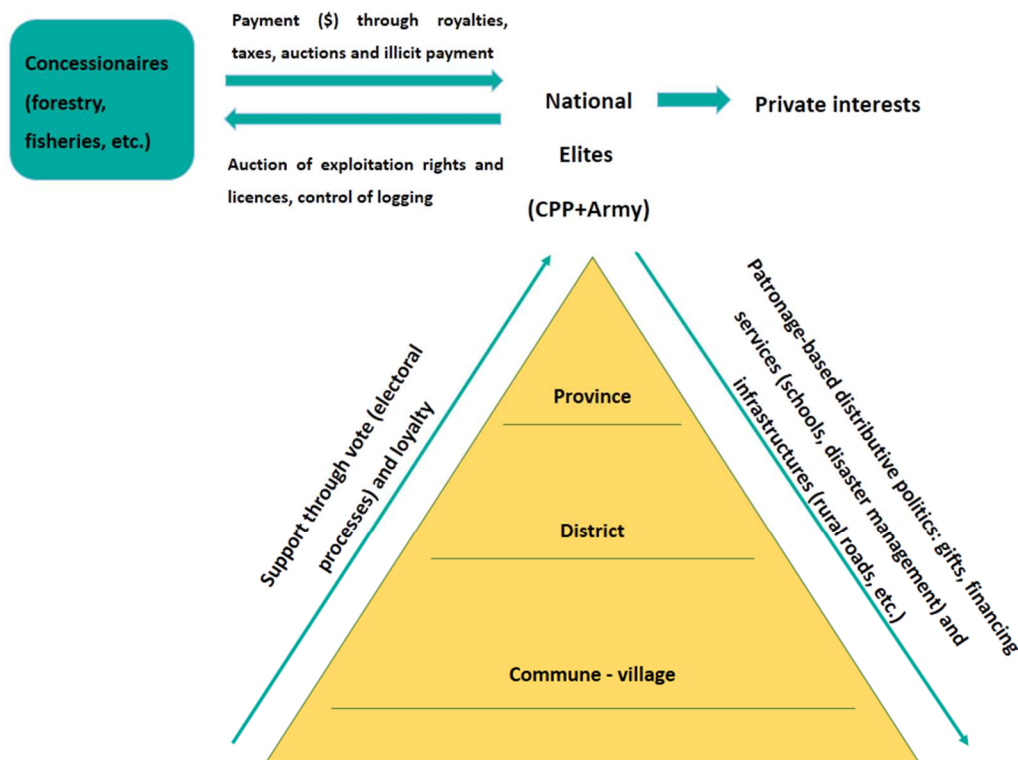 Payment ($) through royalties,
taxes, auctions and illicit payment
Concessionaires
(forestry,
fisheries, etc.)
National
Elites
(CPP+Army)
Private interests
Auction of exploitation rights and
licences, control of logging
Support through vote (electoral
processes) and loyalty
Patronage-based distributive politics: gifts, financing
services (schools, disaster management) and
infrastructures (rural roads, etc.)
Province
District
Commune - village